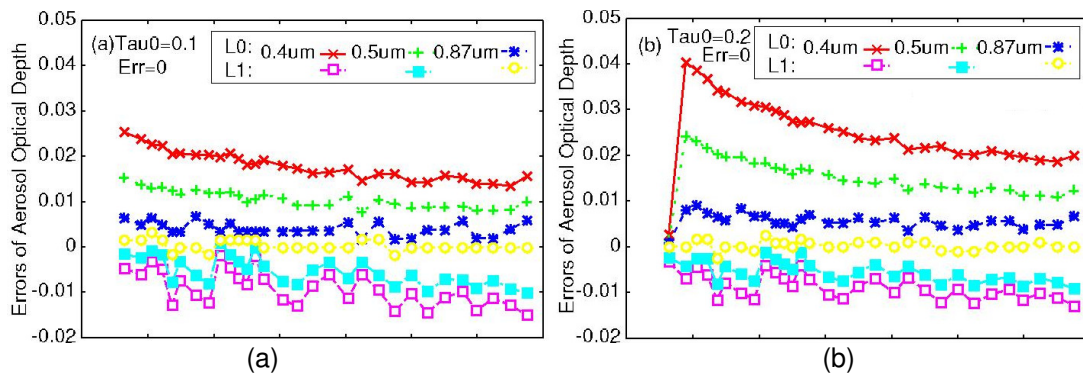 Errors of Aerosol Optical Depth
0.05
0.04
0.03
0.02
0.01
0
-0.01
-0.02
(a) Tau0=0.1
Err=0
L0: 0.4um 0.5um 0.87um
L1:
(a)
Errors of Aerosol Optical Depth
0.05
0.04
0.03
0.02
0.01
0
-0.01
-0.02
(b) Tau0=0.2
Err=0
L0: 0.4um 0.5um 0.87um
L1:
(b)